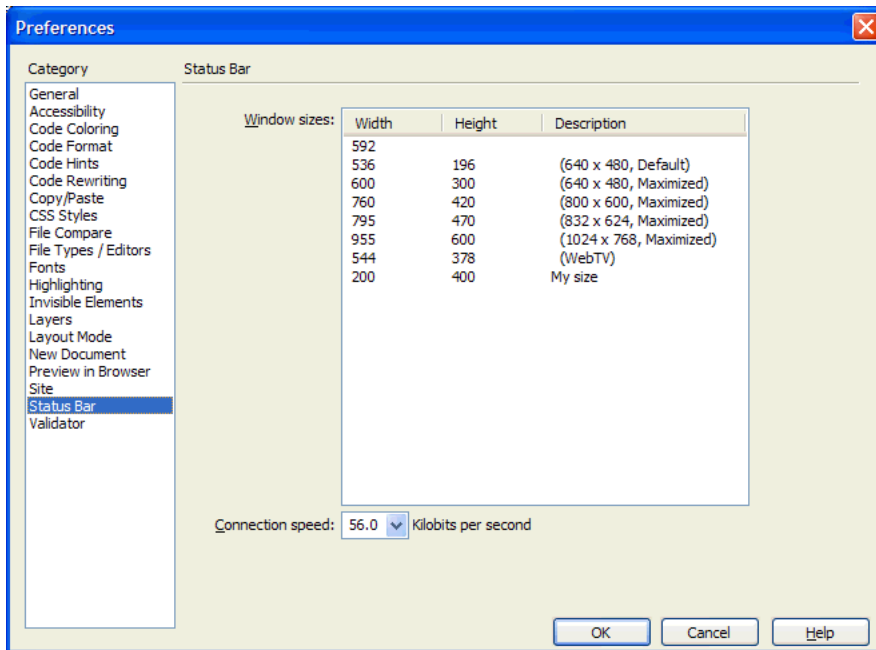 Preferences
Category
General
Accessibility
Code Coloring
Code Format
Code Hints
Code Rewriting
Copy/Paste
CSS Styles
File Compare
File Types / Editors
Fonts
Highlighting
Invisible Elements
Layers
Layout Mode
New Document
Preview in Browser
Site
Status Bar
Validator
Status Bar
Window sizes:
Width Height Description
592
536 196 (640 x 480, Default)
600 300 (640 x 480, Maximized)
760 420 (800 x 600, Maximized)
795 470 (832 x 624, Maximized)
955 600 (1024 x 768, Maximized)
544 378 (WebTV)
200 400 My size
Connection speed: 56.0 Kilobits per second
OK Cancel Help